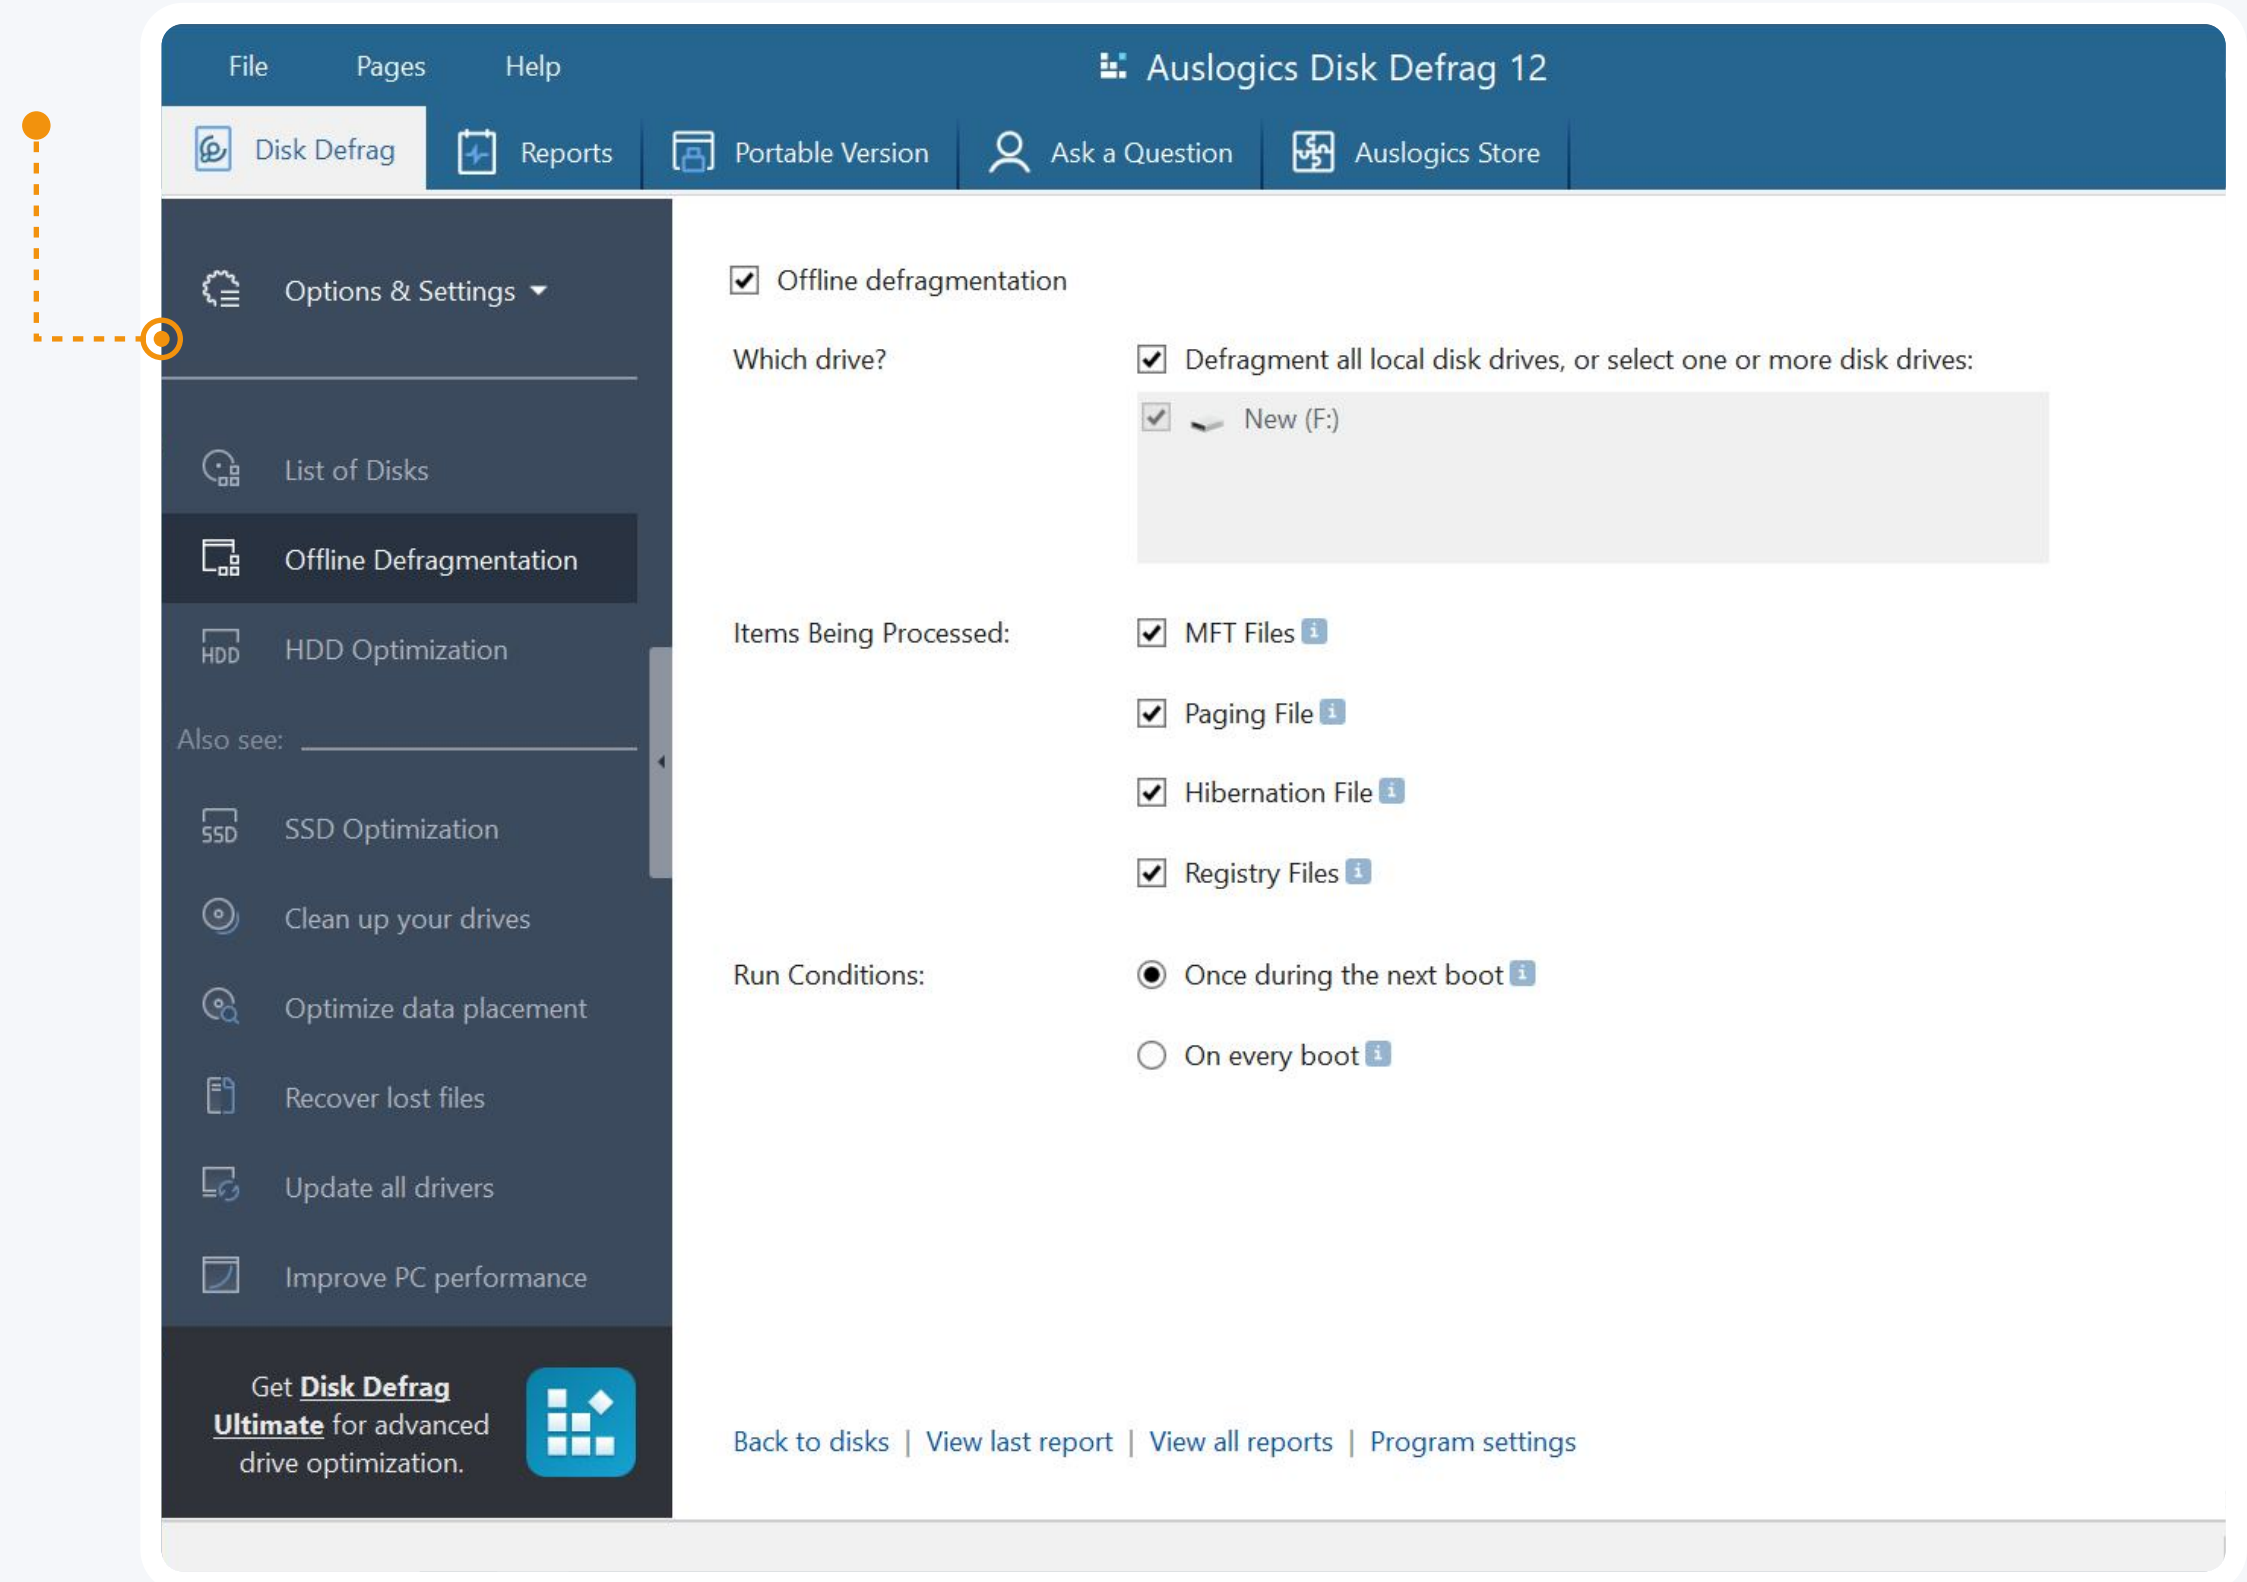 File Pages Help Auslogics Disk Defrag 12
Disk Defrag Reports Portable Version Ask a Question Auslogics Store
Options & Settings
List of Disks
Offline Defragmentation
HDD HDD Optimization
Also see:
SSD SSD Optimization
Clean up your drives
Optimize data placement
Recover lost files
Update all drivers
Improve PC performance
Get Disk Defrag
Ultimate for advanced
drive optimization.
Offline defragmentation
Which drive? Defragment all local disk drives, or select one or more disk drives:
New (F:)
Items Being Processed: MFT Files i
Paging File i
Hibernation File i
Registry Files i
Run Conditions: Once during the next boot i
On every boot i
Back to disks | View last report | View all reports | Program settings